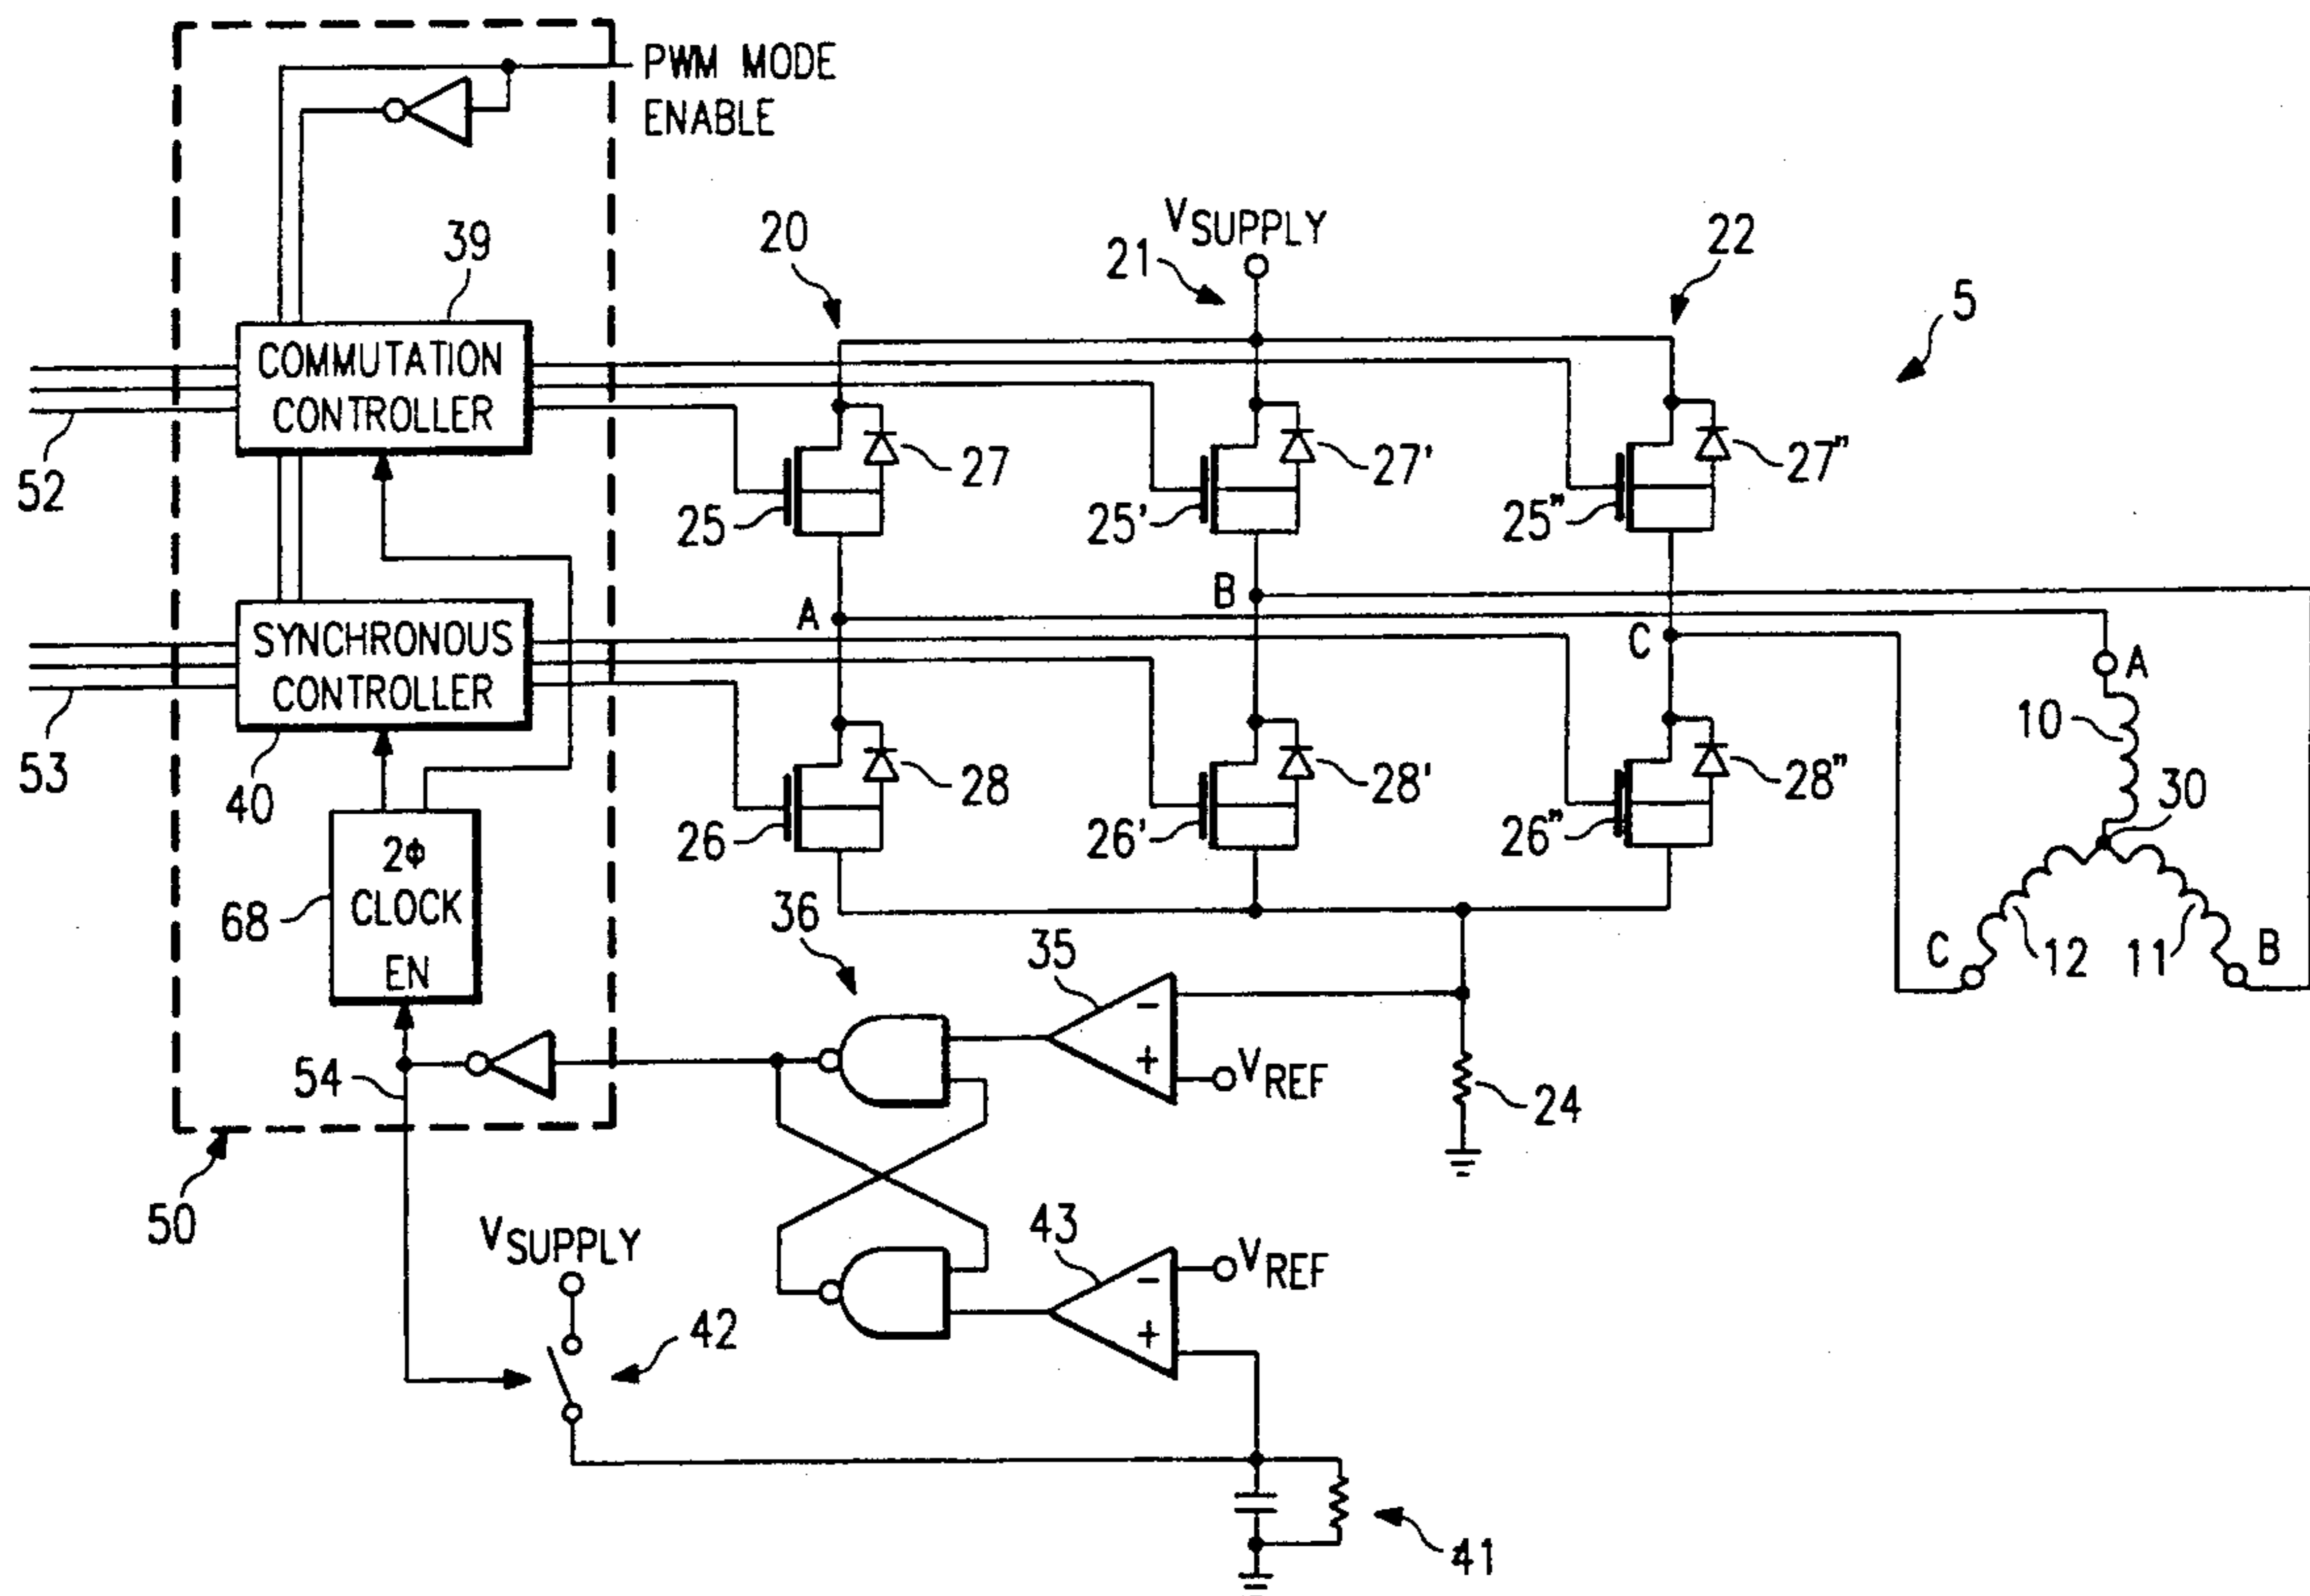 PWM MODE
ENABLE
39
20
VSUPPLY
21
22
5
COMMUTATION
CONTROLLER
52
27
27'
27"
25
25'
25"
B
A
C
A
SYNCHRONOUS
CONTROLLER
53
40
10
28
28'
28"
26
26'
26"
30
2Φ
CLOCK
EN
68
36
35
C
12
11
B
−
+
VREF
54
24
50
VSUPPLY
43
−
VREF
+
42
41